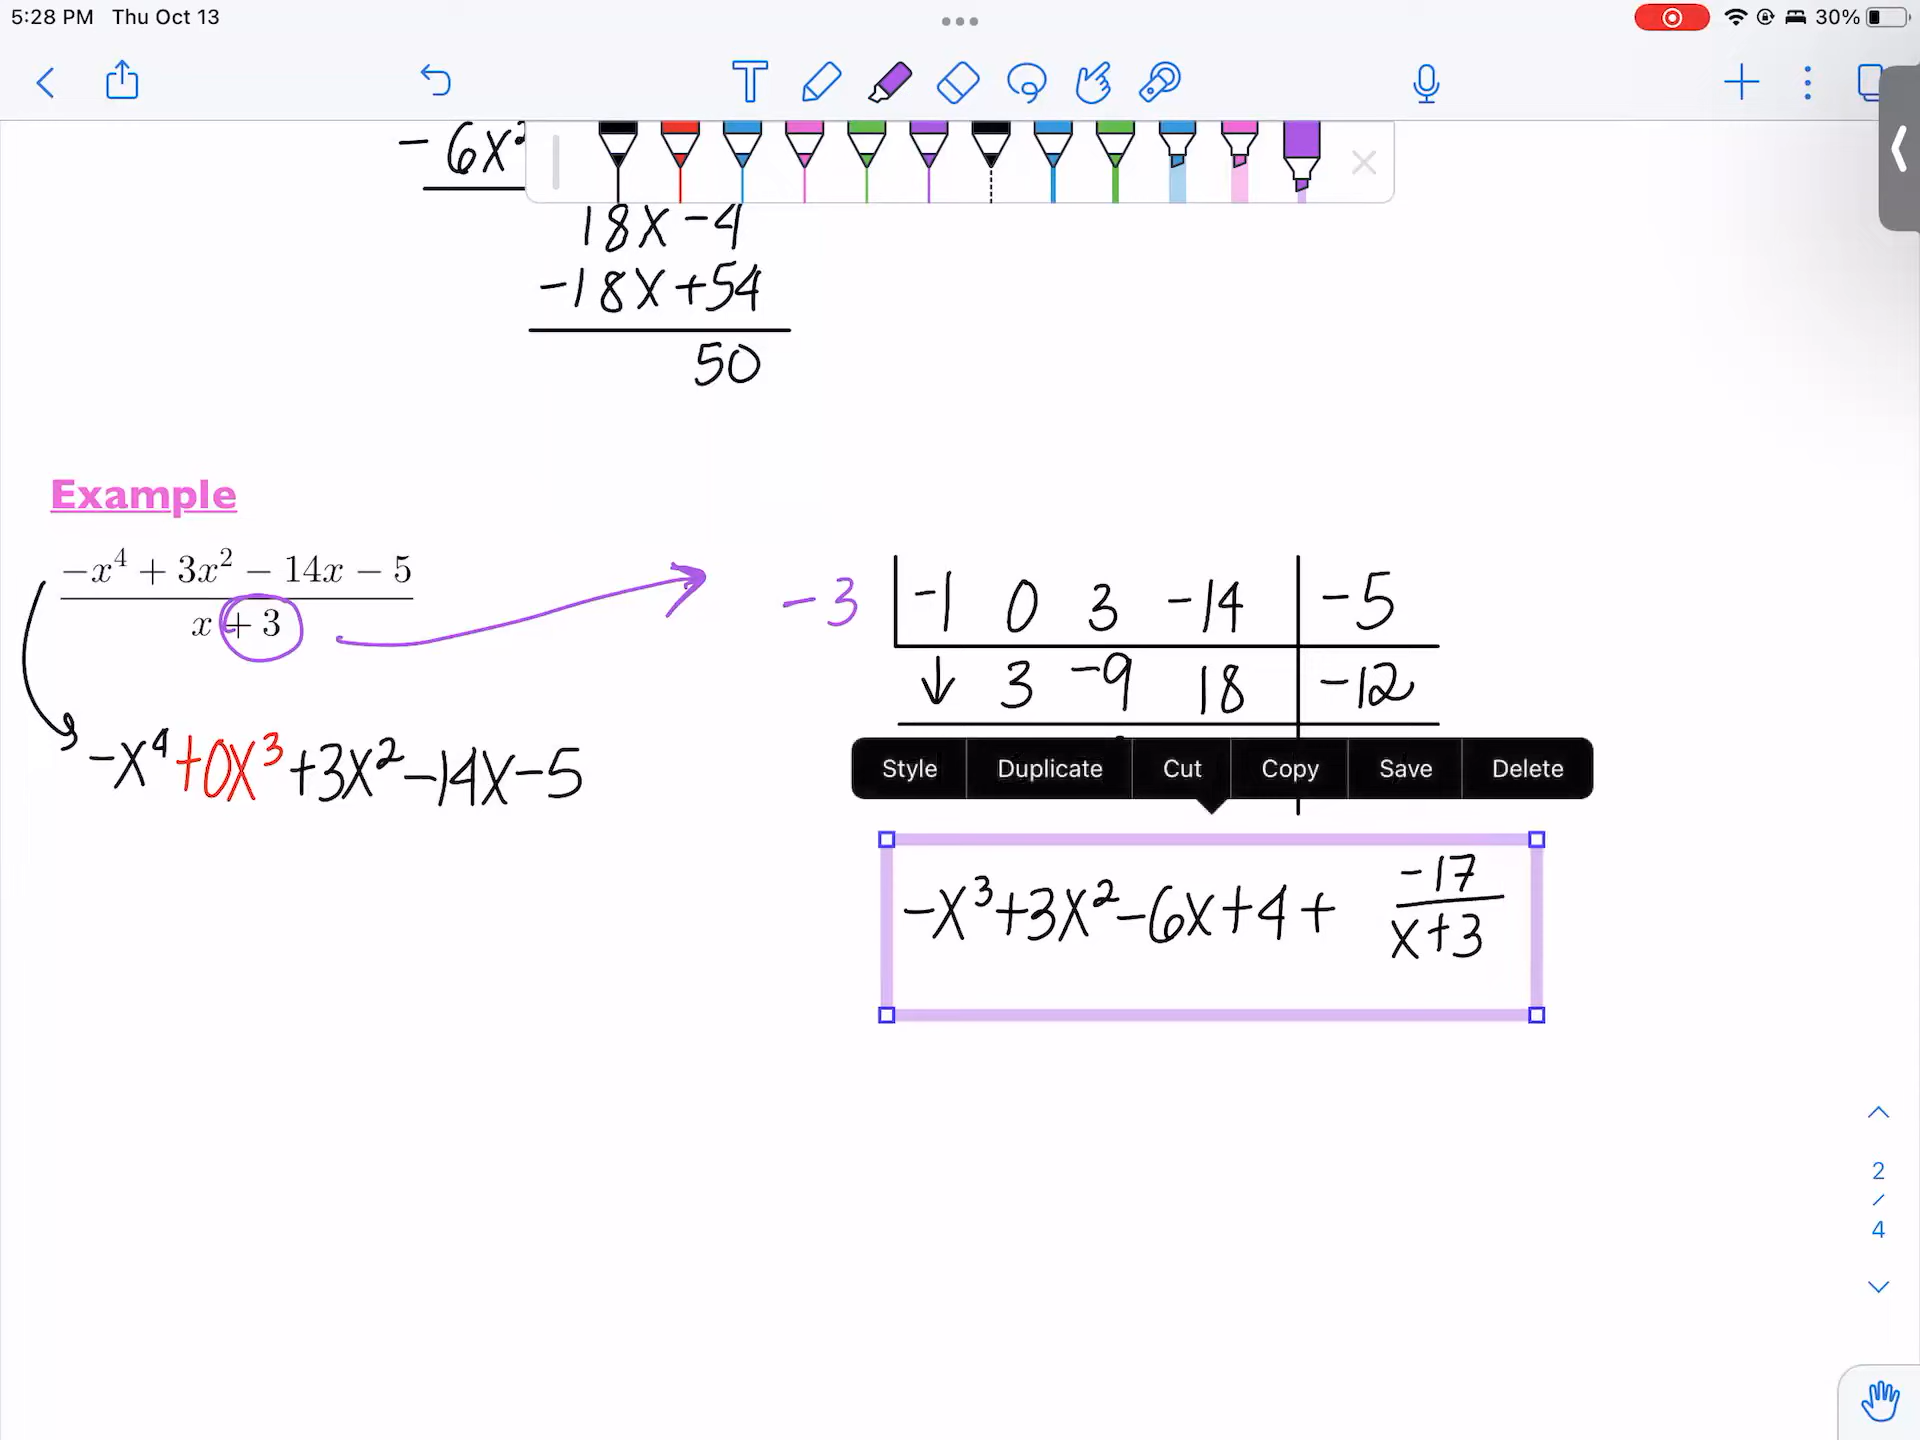 5:28 PM Thu Oct 13
30%
T
- 6x²
18x - 4
-18x + 54
50
Example
−x⁴ + 3x² − 14x − 5
x + 3
-x⁴ + 0x³ + 3x² - 14x - 5
-3 | -1 0 3 -14 | -5
↓ 3 -9 18 | -12
Style Duplicate Cut Copy Save Delete
-17
-x³ + 3x² - 6x + 4 +
x + 3
2
/
4